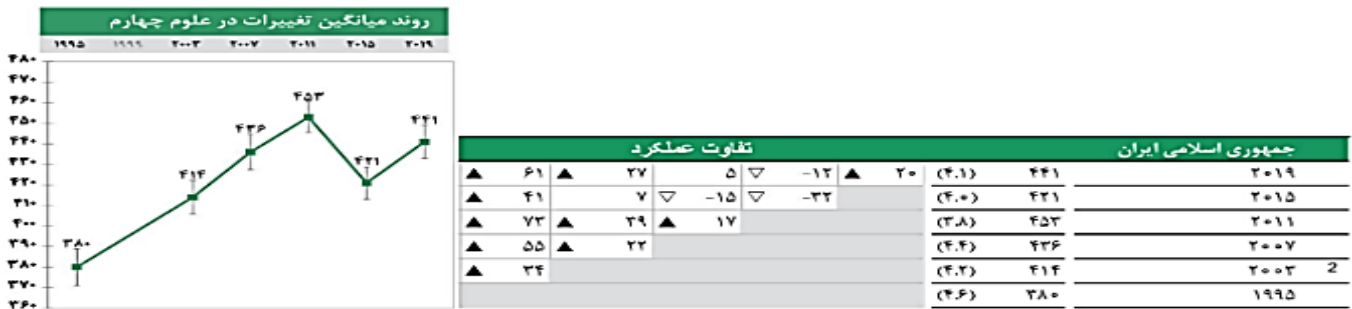 روند میانگین تغییرات در علوم چهارم
۱۹۹۵ ۱۹۹۹ ۲۰۰۳ ۲۰۰۷ ۲۰۱۱ ۲۰۱۵ ۲۰۱۹
۴۸۰
۴۷۰
۴۶۰
۴۵۰
۴۴۰
۴۳۰
۴۲۰
۴۱۰
۴۰۰
۳۹۰
۳۸۰
۳۷۰
۳۶۰
۳۸۰
۴۱۴
۴۳۶
۴۵۳
۴۲۱
۴۴۱
جمهوری اسلامی ایران تفاوت عملکرد
۲۰۱۹ ۴۴۱ (۴.۱) ۲۰ ▲ -۱۲ ▽ ۵ ۲۷ ▲ ۶۱ ▲
۲۰۱۵ ۴۲۱ (۴.۰) -۳۲ ▽ -۱۵ ▽ ۷ ۴۱ ▲
۲۰۱۱ ۴۵۳ (۳.۸) ۱۷ ▲ ۳۹ ▲ ۷۳ ▲
۲۰۰۷ ۴۳۶ (۴.۴) ۲۲ ▲ ۵۵ ▲
2 ۲۰۰۳ ۴۱۴ (۴.۲) ۳۴ ▲
۱۹۹۵ ۳۸۰ (۴.۶)